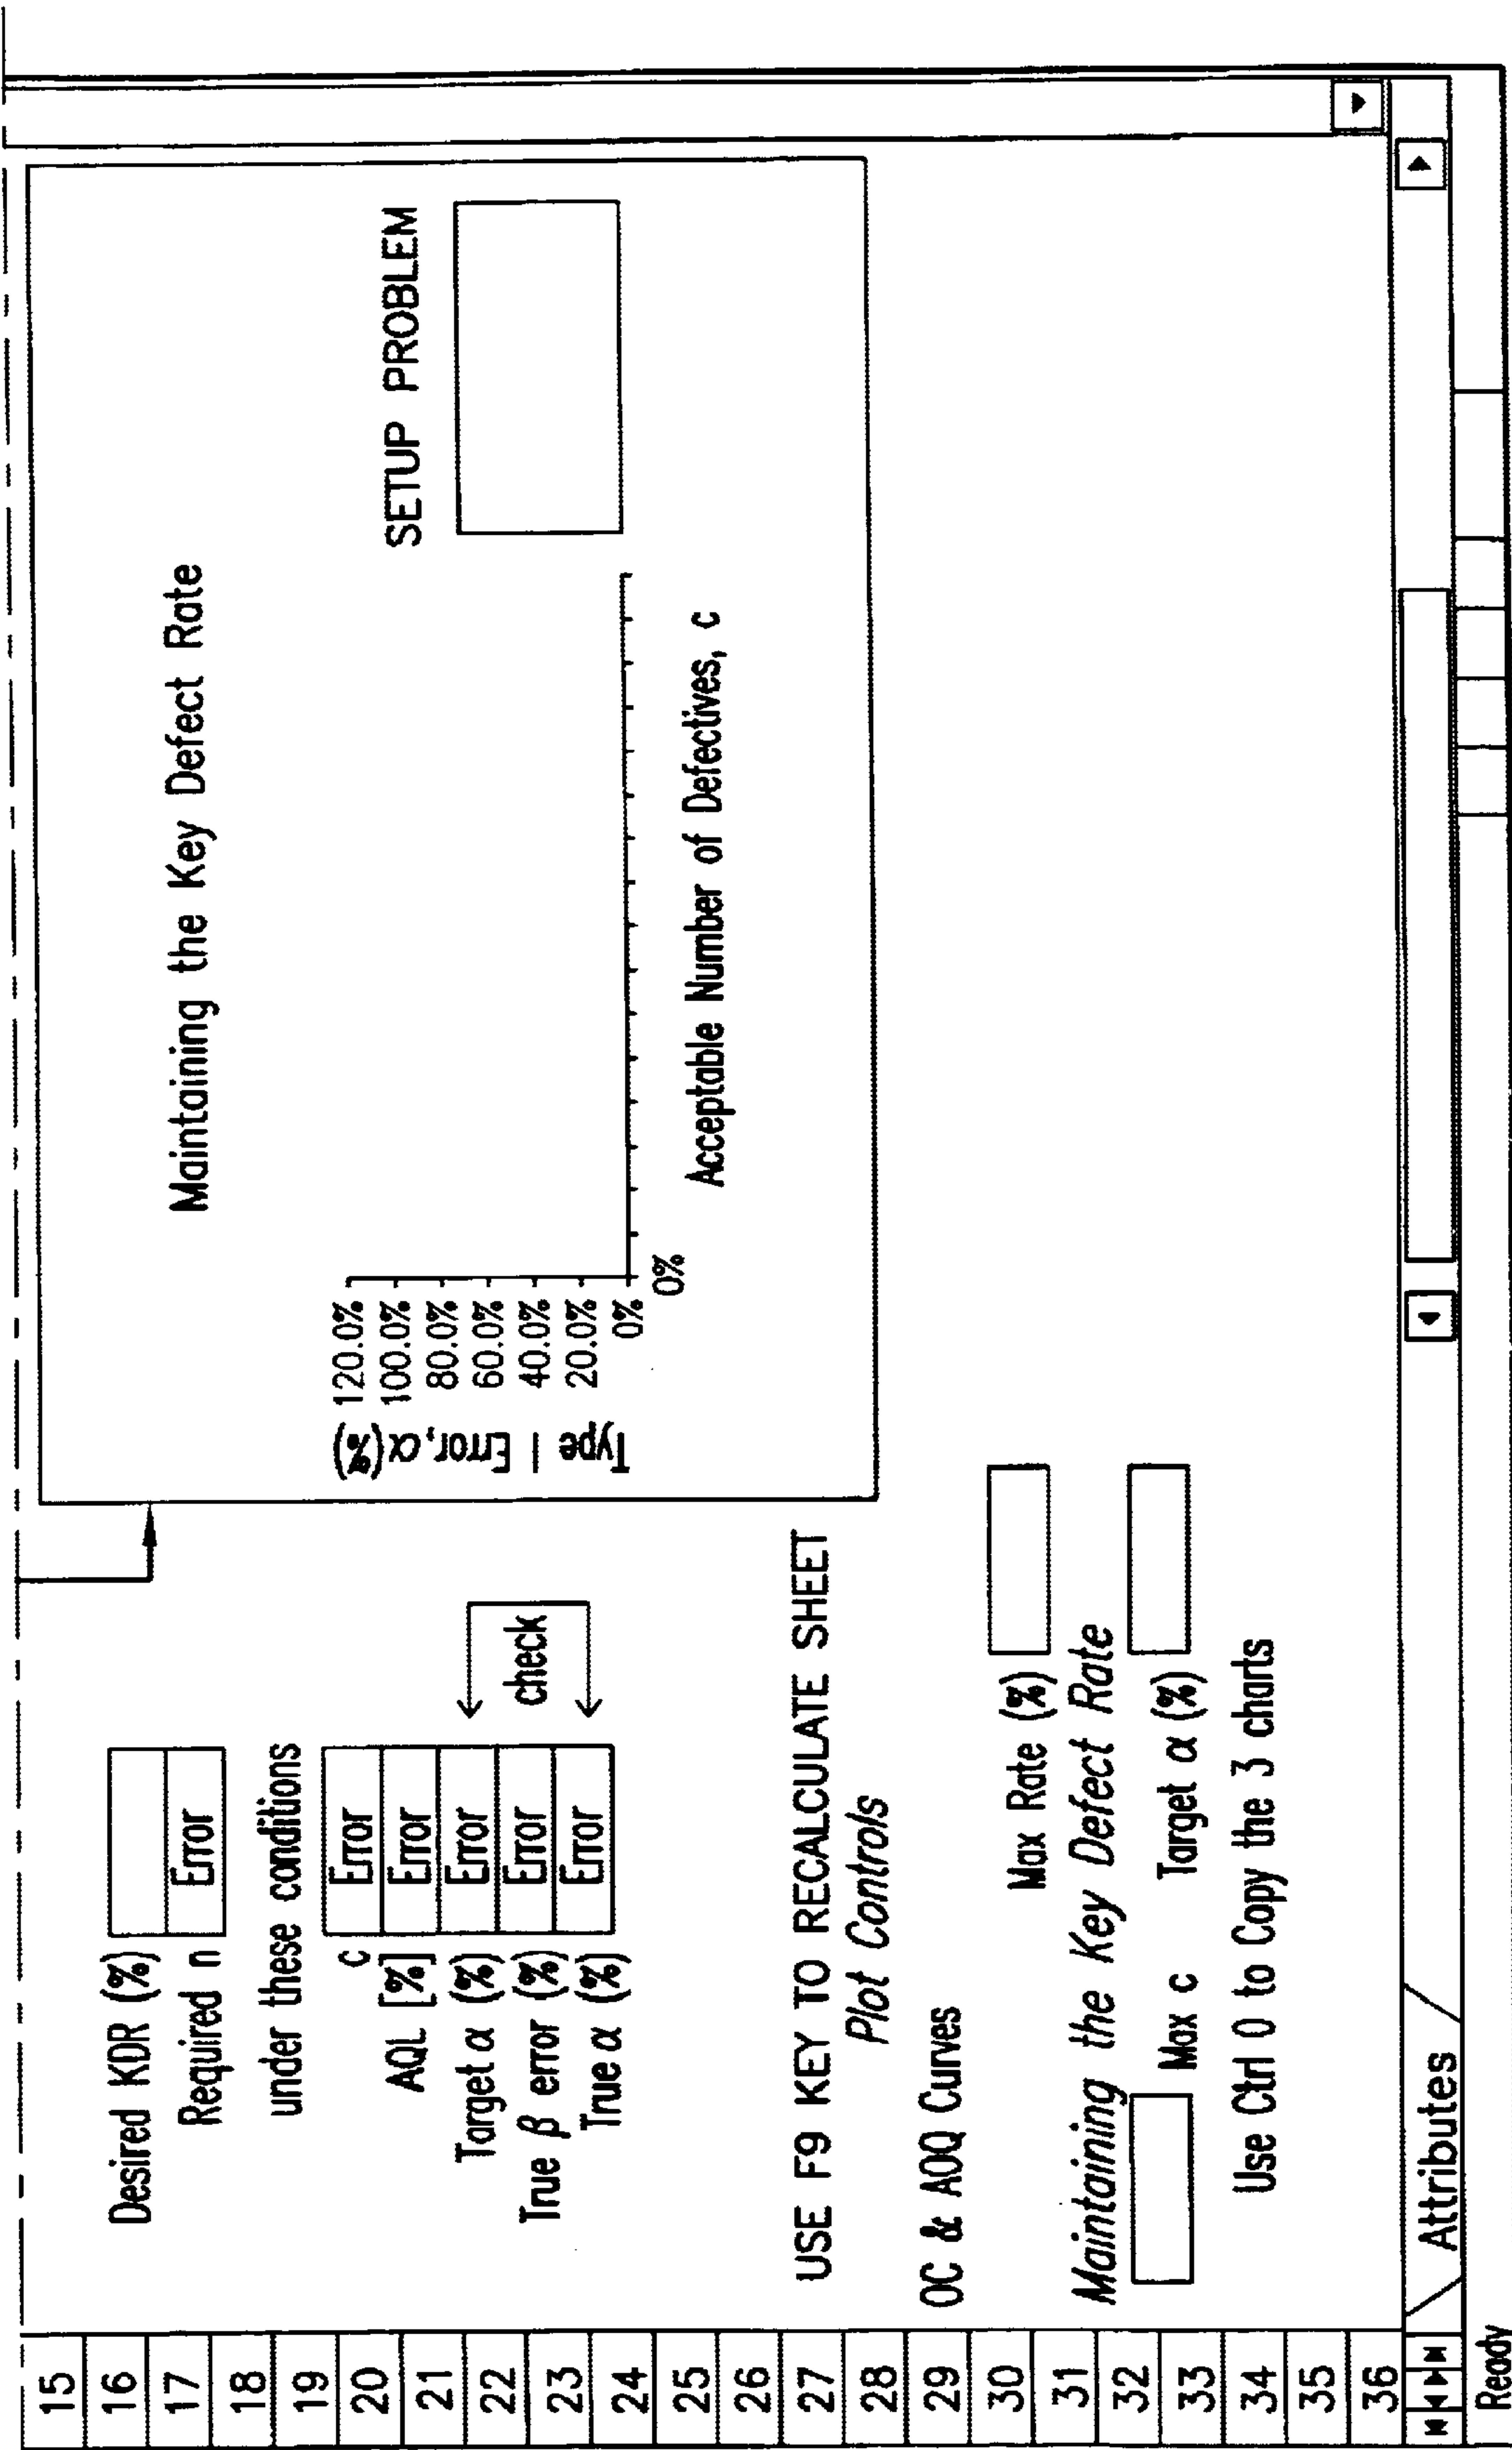 15
16
17
18
19
20
21
22
23
24
25
26
27
28
29
30
31
32
33
34
35
36
Desired KDR (%)
Required n Error
under these conditions
c Error
AQL [%] Error
Target α (%) Error
True β error (%) Error
True α (%) Error
check
USE F9 KEY TO RECALCULATE SHEET
Plot Controls
OC & AOQ Curves
Max Rate (%)
Maintaining the Key Defect Rate
Max c Target α (%)
Use Ctrl O to Copy the 3 charts
Maintaining the Key Defect Rate
Type I Error, α(%)
120.0%
100.0%
80.0%
60.0%
40.0%
20.0%
0%
0%
Acceptable Number of Defectives, c
SETUP PROBLEM
Attributes
Ready